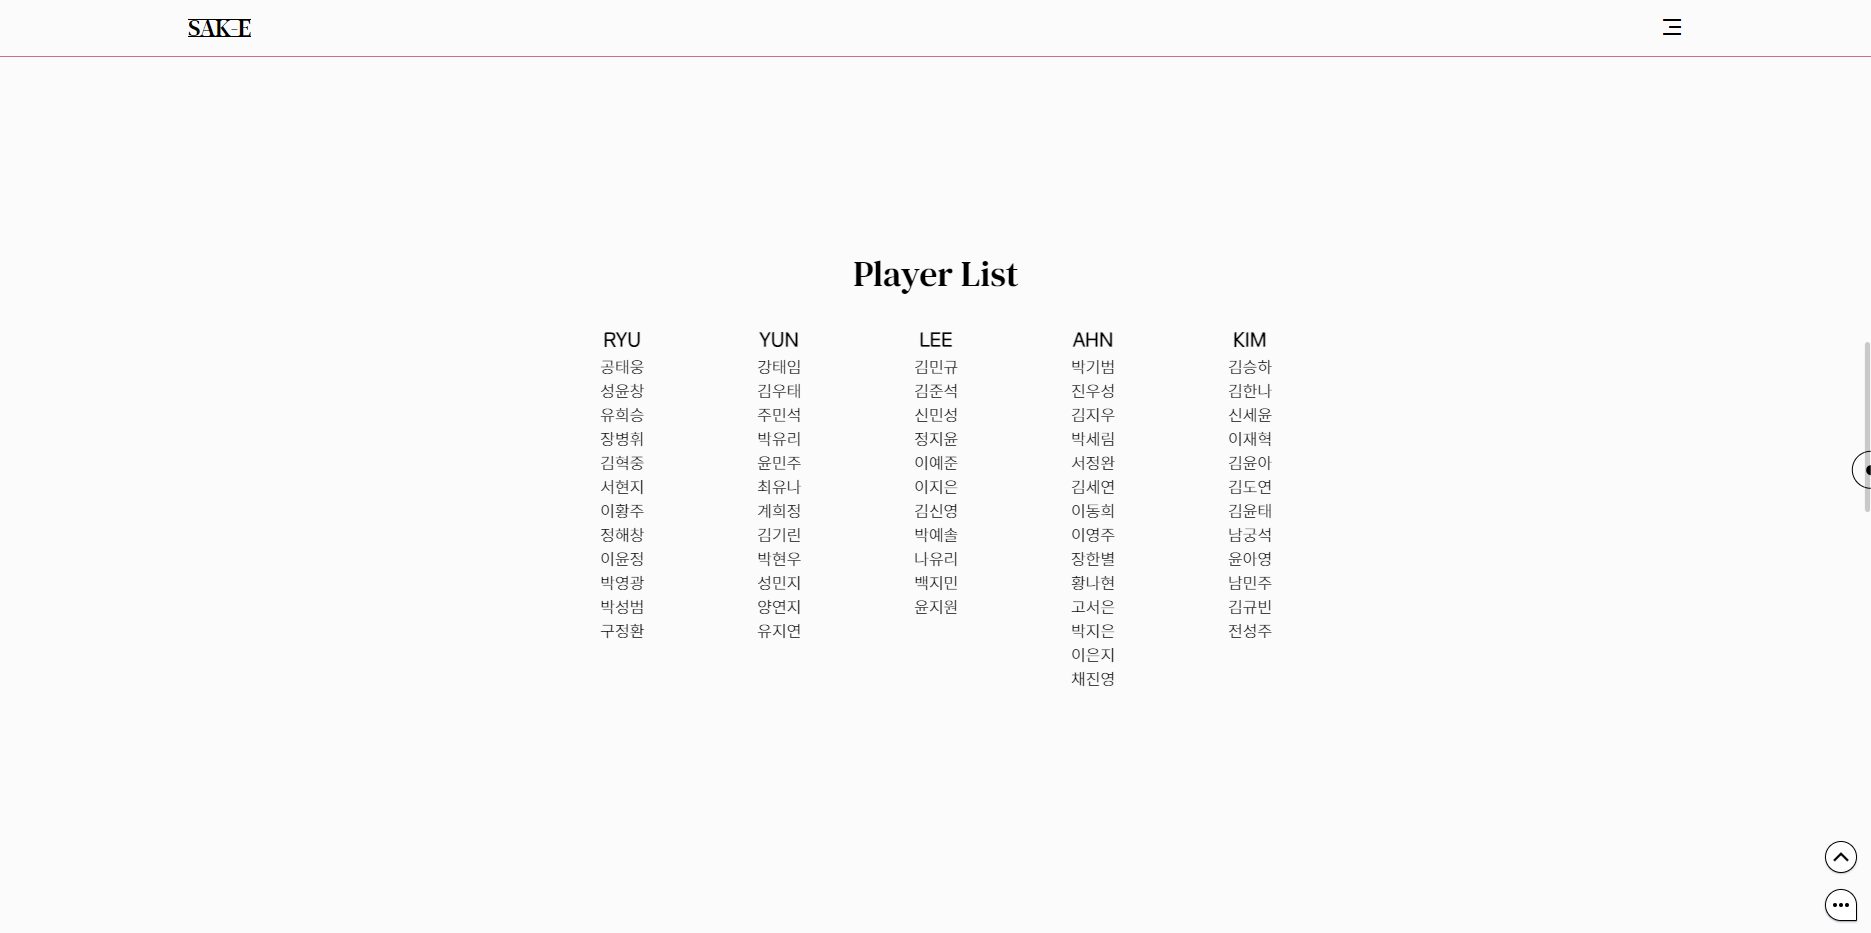 SAK-E
Player List
RYU
공태웅
성윤창
유희승
장병휘
김혁중
서현지
이황주
정해창
이윤정
박영광
박성범
구정환
YUN
강태임
김우태
주민석
박유리
윤민주
최유나
계희정
김기린
박현우
성민지
양연지
유지연
LEE
김민규
김준석
신민성
정지윤
이예준
이지은
김신영
박예솔
나유리
백지민
윤지원
AHN
박기범
진우성
김지우
박세림
서정완
김세연
이동희
이영주
장한별
황나현
고서은
박지은
이은지
채진영
KIM
김승하
김한나
신세윤
이재혁
김윤아
김도연
김윤태
남궁석
윤아영
남민주
김규빈
전성주